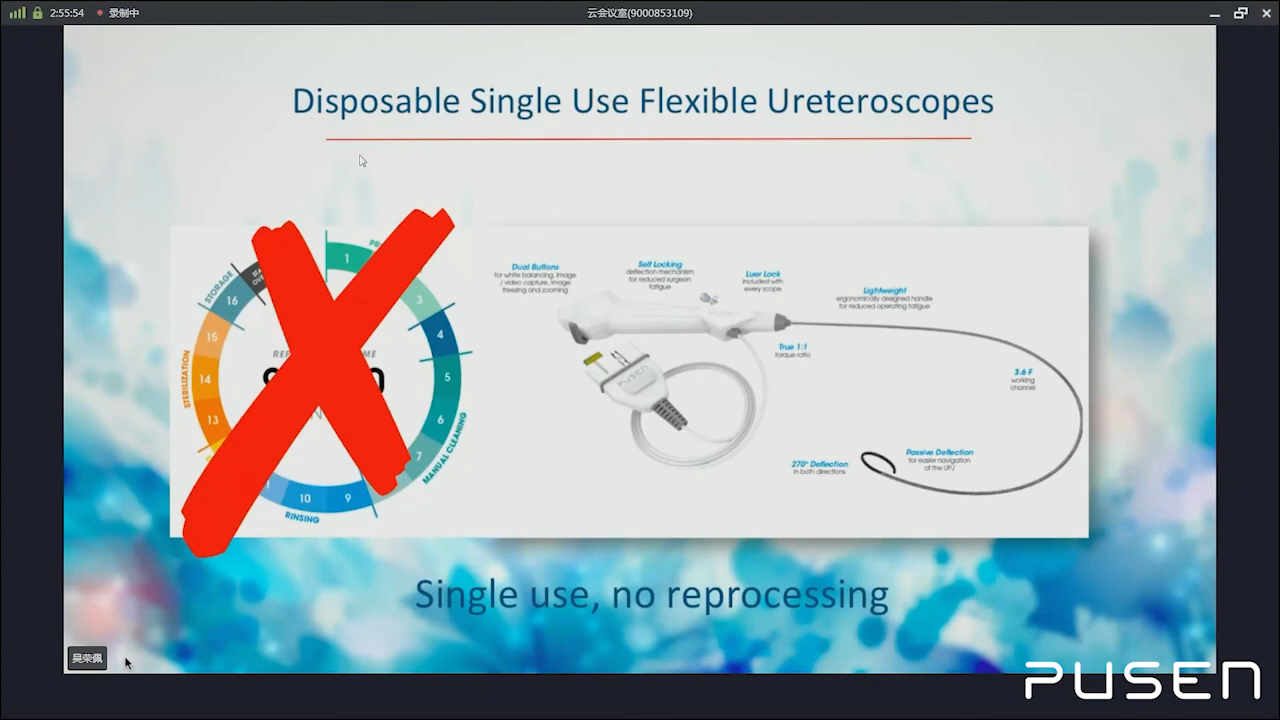 2:55:54
录制中
云会议室(9000853109)
Disposable Single Use Flexible Ureteroscopes
STORAGE
16
15
14
13
STERILIZATION
1
3
4
5
6
7
MANUAL CLEANING
10
9
RINSING
Dual Buttons
for white balancing, image
/ video capture, image
freezing and zooming
Self Locking
deflection mechanism
for reduced surgeon
fatigue
Luer Lock
included with
every scope
Lightweight
ergonomically designed handle
for reduced operating fatigue
True 1:1
torque ratio
3.6 F
working
channel
PUSEN
270° Deflection
in both directions
Passive Deflection
for easier navigation
of the UPJ
Single use, no reprocessing
吴荣佩
PUSEN